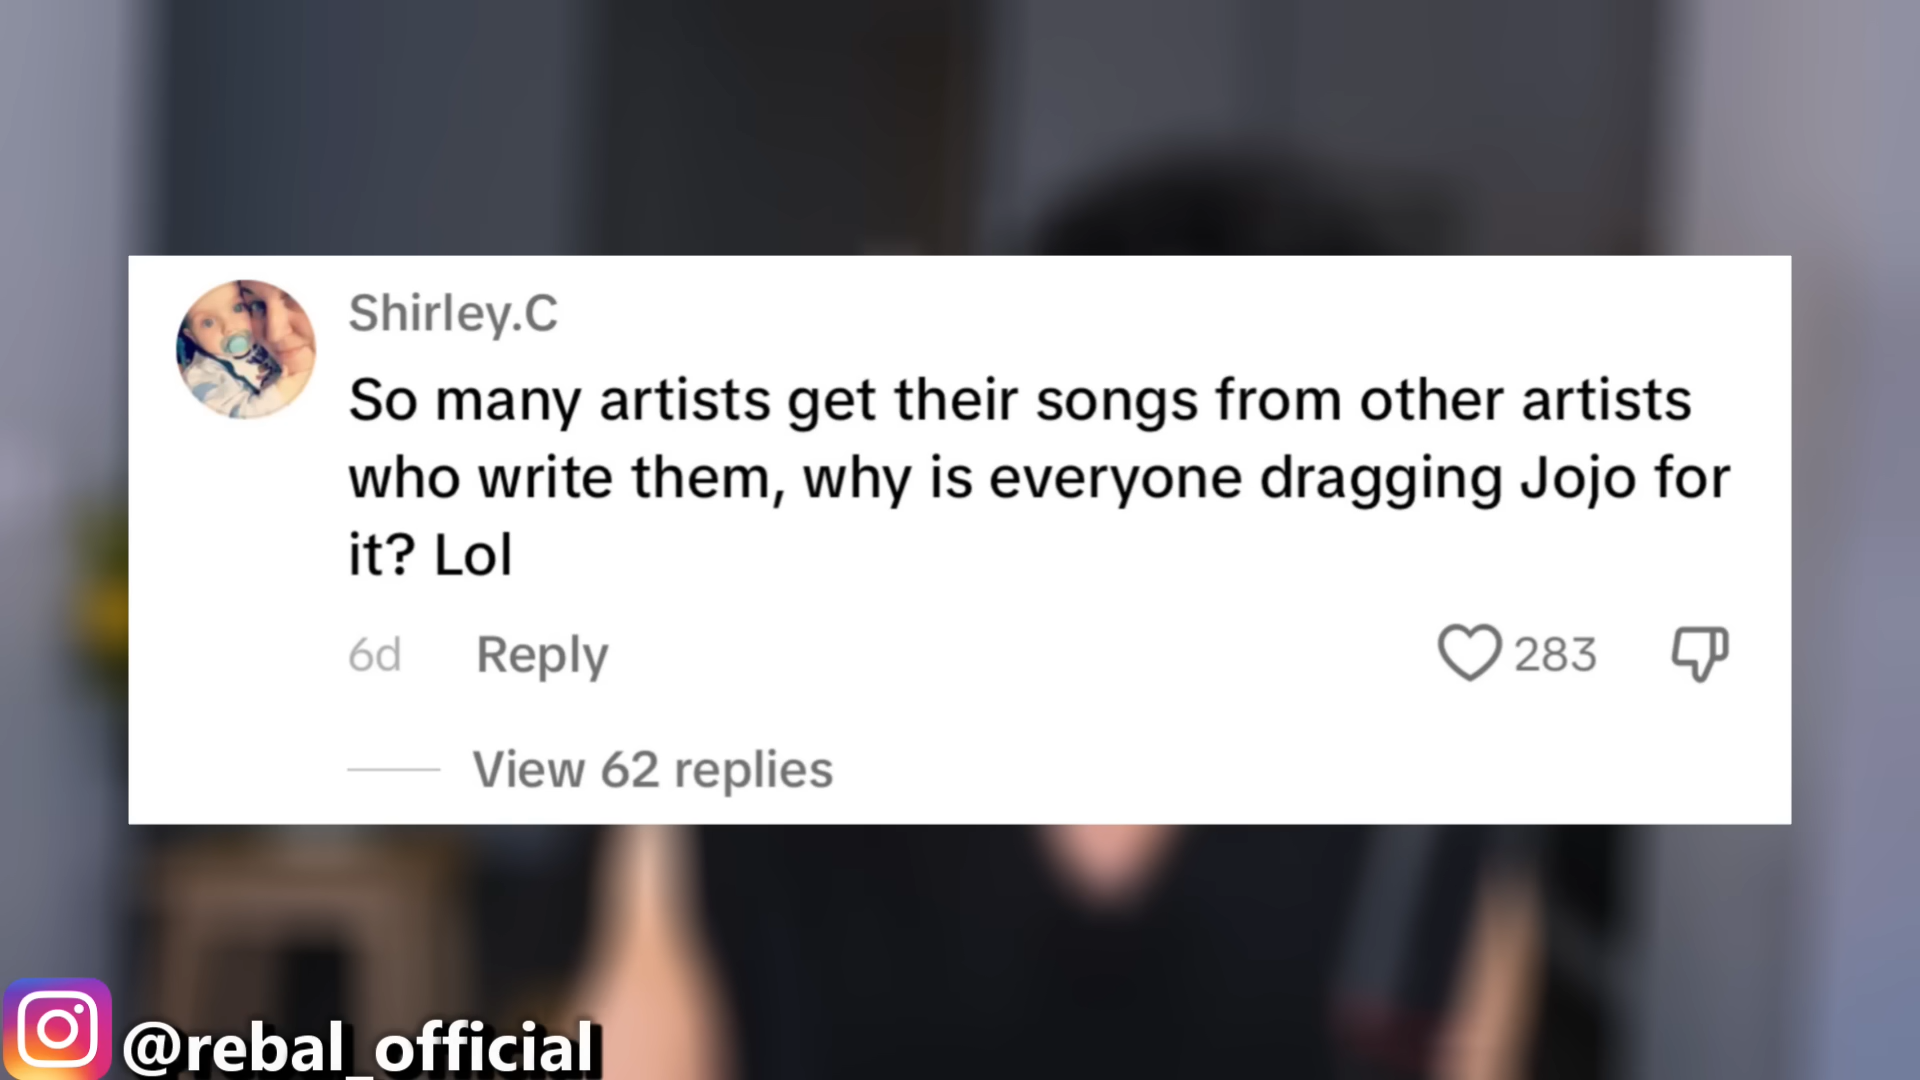 Shirley.C
So many artists get their songs from other artists
who write them, why is everyone dragging Jojo for
it? Lol
6d Reply 283
View 62 replies
@rebal_official